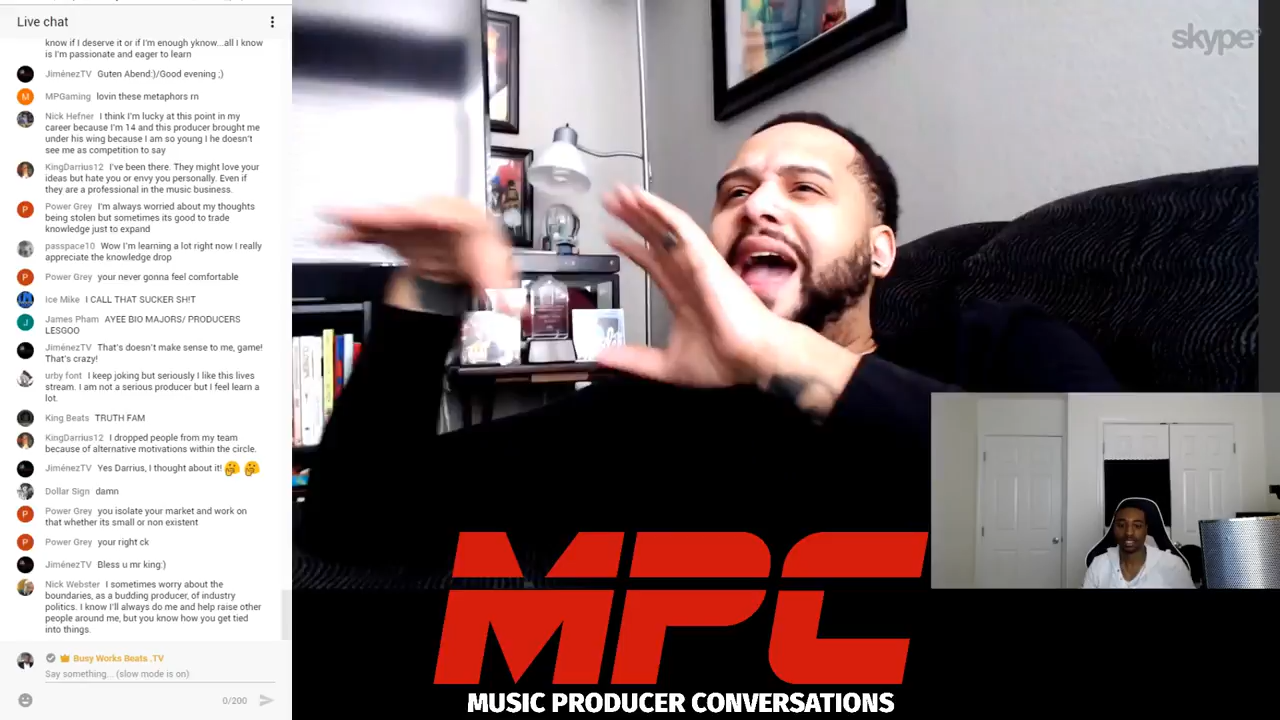 Live chat
know if I deserve it or if I'm enough yknow...all I know
is I'm passionate and eager to learn
JiménezTV Guten Abend:)/Good evening ;)
MPGaming lovin these metaphors rn
Nick Hefner I think I'm lucky at this point in my
career because I'm 14 and this producer brought me
under his wing because I am so young I he doesn't
see me as competition to say
KingDarrius12 I've been there. They might love your
ideas but hate you or envy you personally. Even if
they are a professional in the music business.
Power Grey I'm always worried about my thoughts
being stolen but sometimes its good to trade
knowledge just to expand
passpace10 Wow I'm learning a lot right now I really
appreciate the knowledge drop
Power Grey your never gonna feel comfortable
Ice Mike I CALL THAT SUCKER SH!T
James Pham AYEE BIO MAJORS/ PRODUCERS
LESGOO
JiménezTV That's doesn't make sense to me, game!
That's crazy!
urby font I keep joking but seriously I like this lives
stream. I am not a serious producer but I feel learn a
lot.
King Beats TRUTH FAM
KingDarrius12 I dropped people from my team
because of alternative motivations within the circle.
JiménezTV Yes Darrius, I thought about it!
Dollar Sign damn
Power Grey you isolate your market and work on
that whether its small or non existent
Power Grey your right ck
JiménezTV Bless u mr king:)
Nick Webster I sometimes worry about the
boundaries, as a budding producer, of industry
politics. I know I'll always do me and help raise other
people around me, but you know how you get tied
into things.
Busy Works Beats .TV
Say something... (slow mode is on)
0/200
skype
MPC
MUSIC PRODUCER CONVERSATIONS